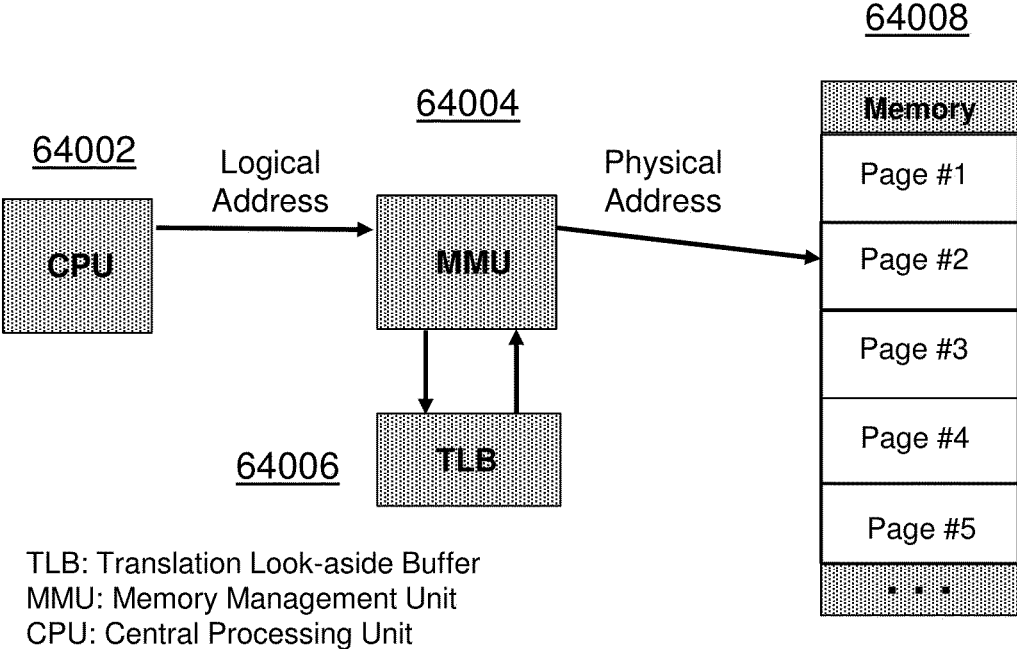 64008
64004
64002
Memory
Logical
Address
Physical
Address
Page #1
CPU
MMU
Page #2
Page #3
Page #4
64006
TLB
Page #5
. . .
TLB: Translation Look-aside Buffer
MMU: Memory Management Unit
CPU: Central Processing Unit